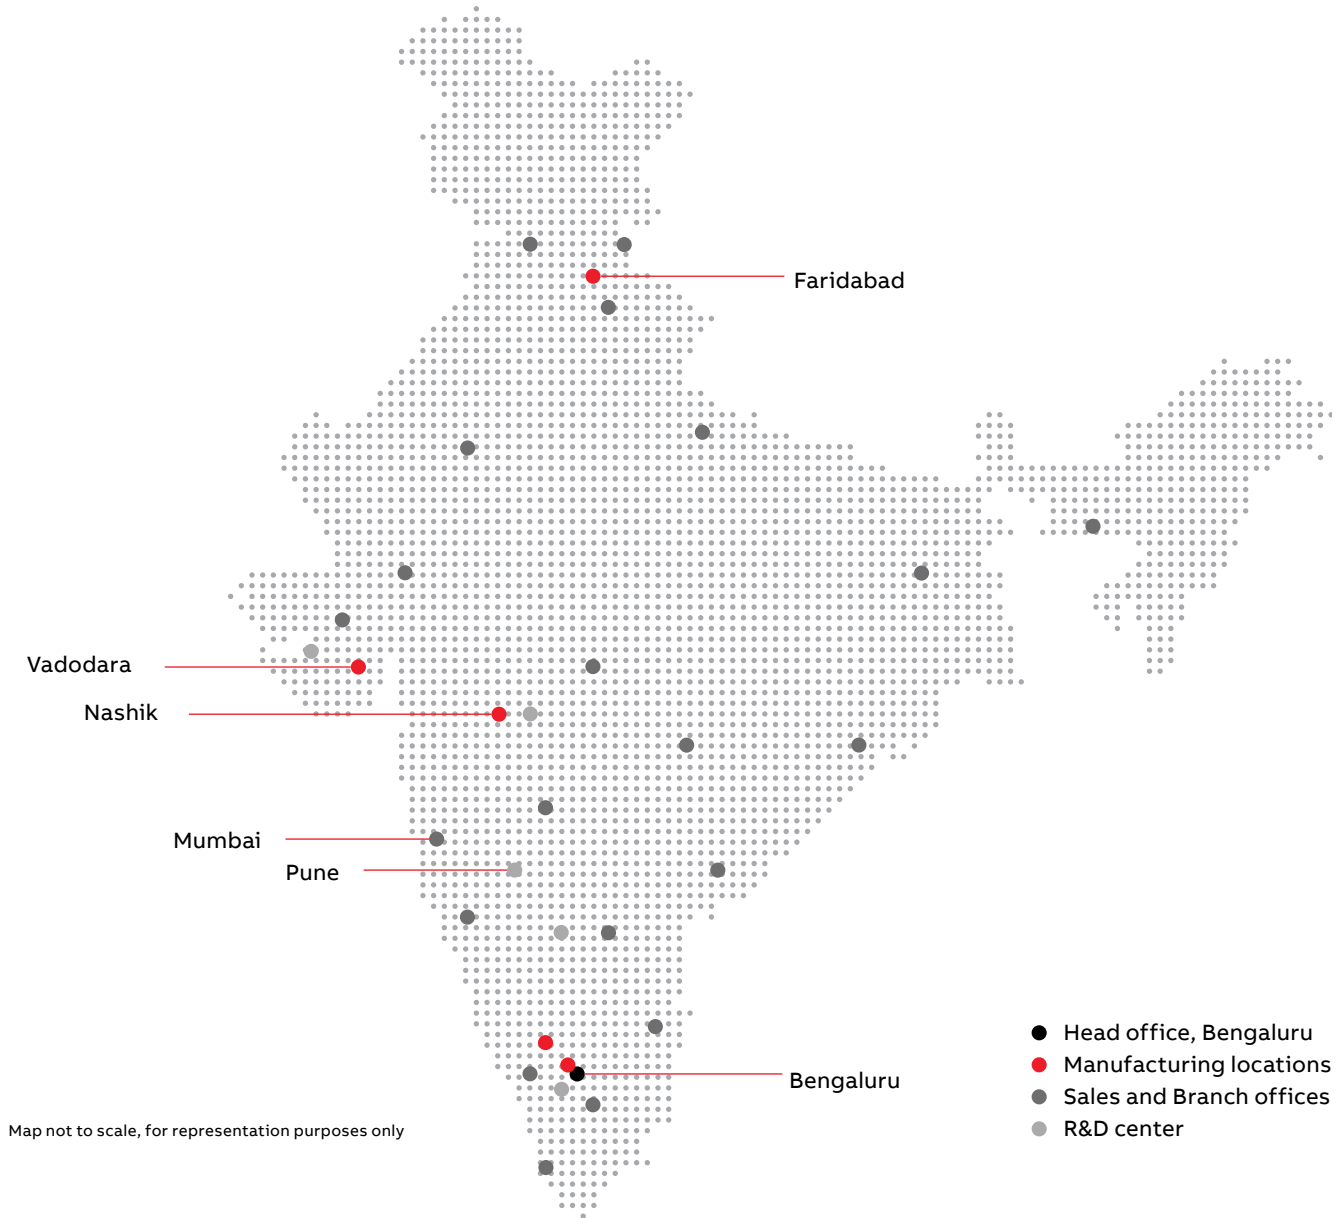 Faridabad
Vadodara
Nashik
Mumbai
Pune
Bengaluru
Head office, Bengaluru
Manufacturing locations
Sales and Branch offices
R&D center
Map not to scale, for representation purposes only